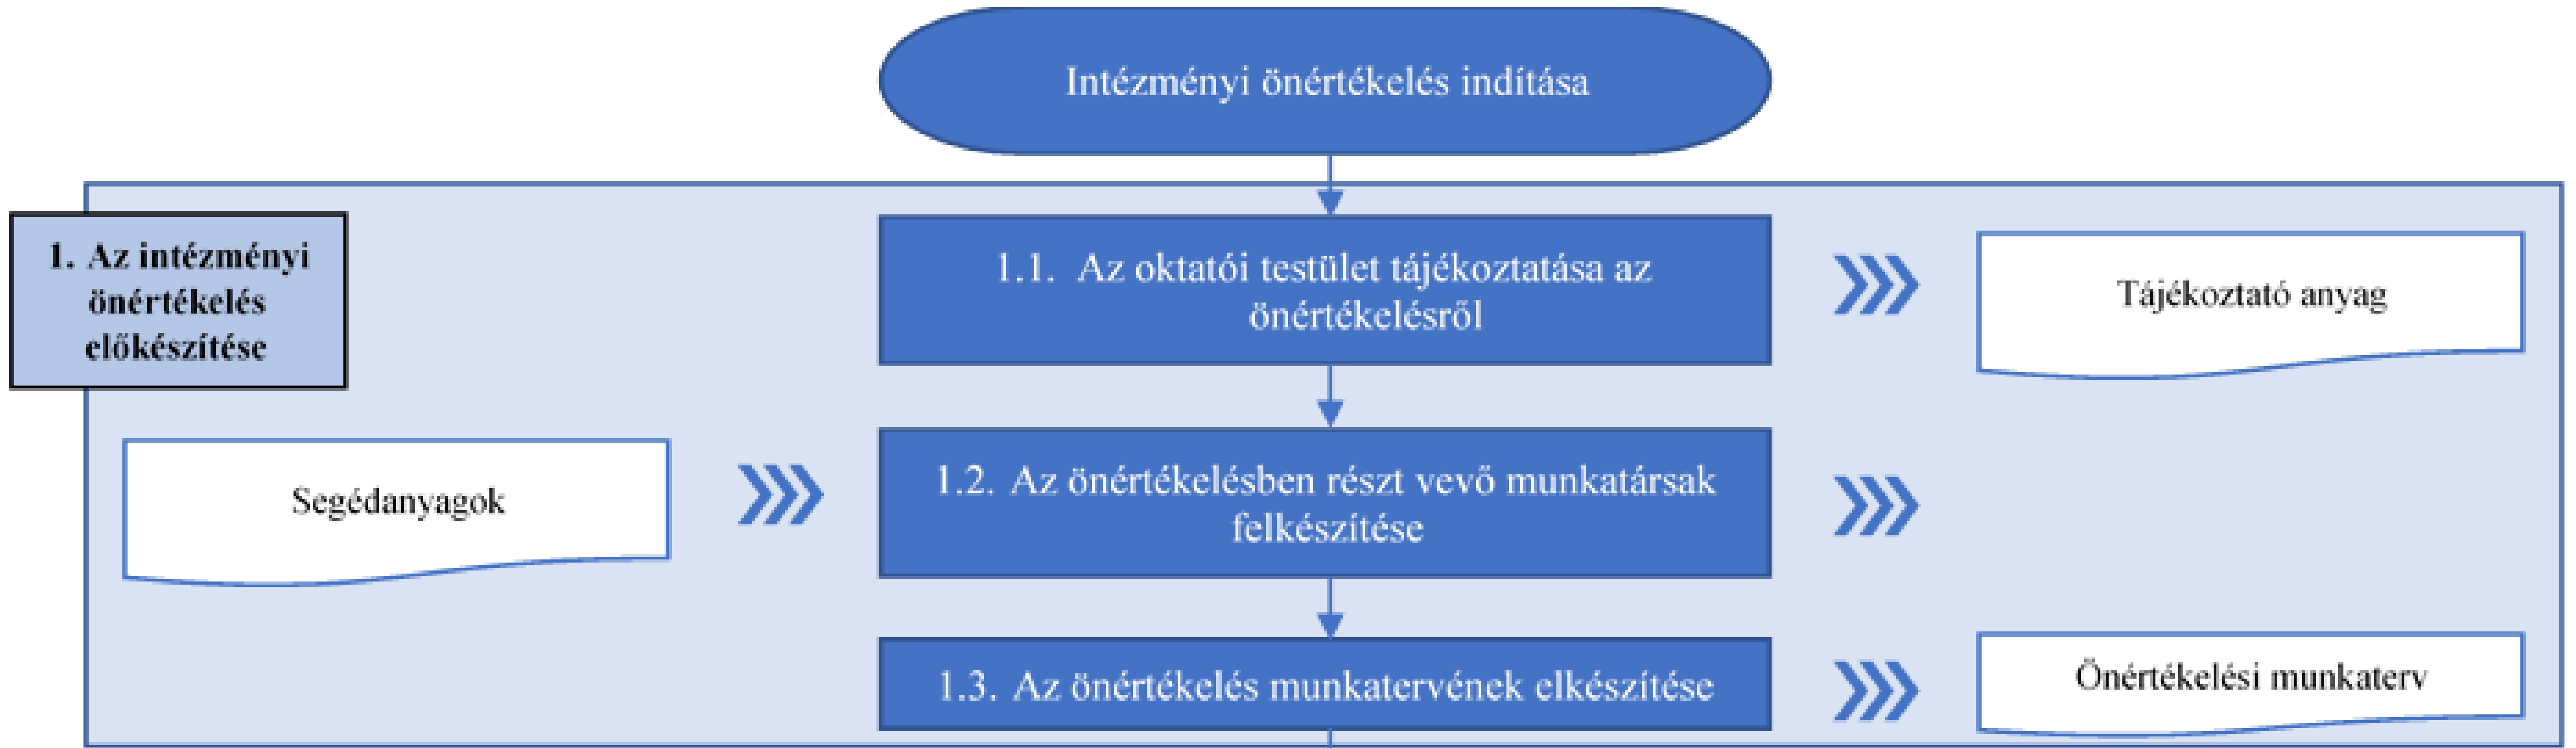 Intézményi önértékelés indítása
1. Az intézményi
önértékelés
előkészítése
1.1. Az oktatói testület tájékoztatása az
önértékelésről
Tájékoztató anyag
Segédanyagok
1.2. Az önértékelésben részt vevő munkatársak
felkészítése
1.3. Az önértékelés munkatervének elkészítése
Önértékelési munkaterv